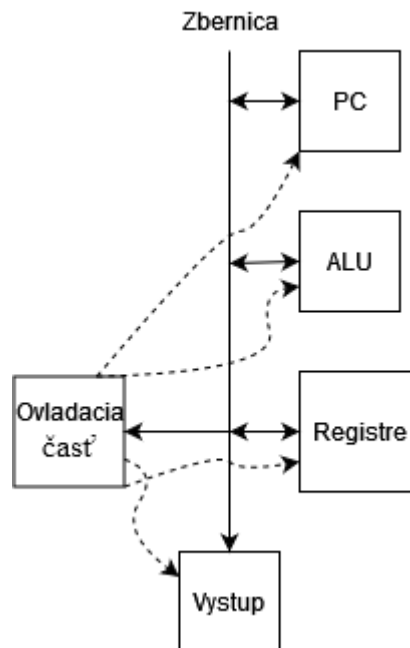 Zbernica
PC
ALU
Ovladacia
časť
Registre
Vystup